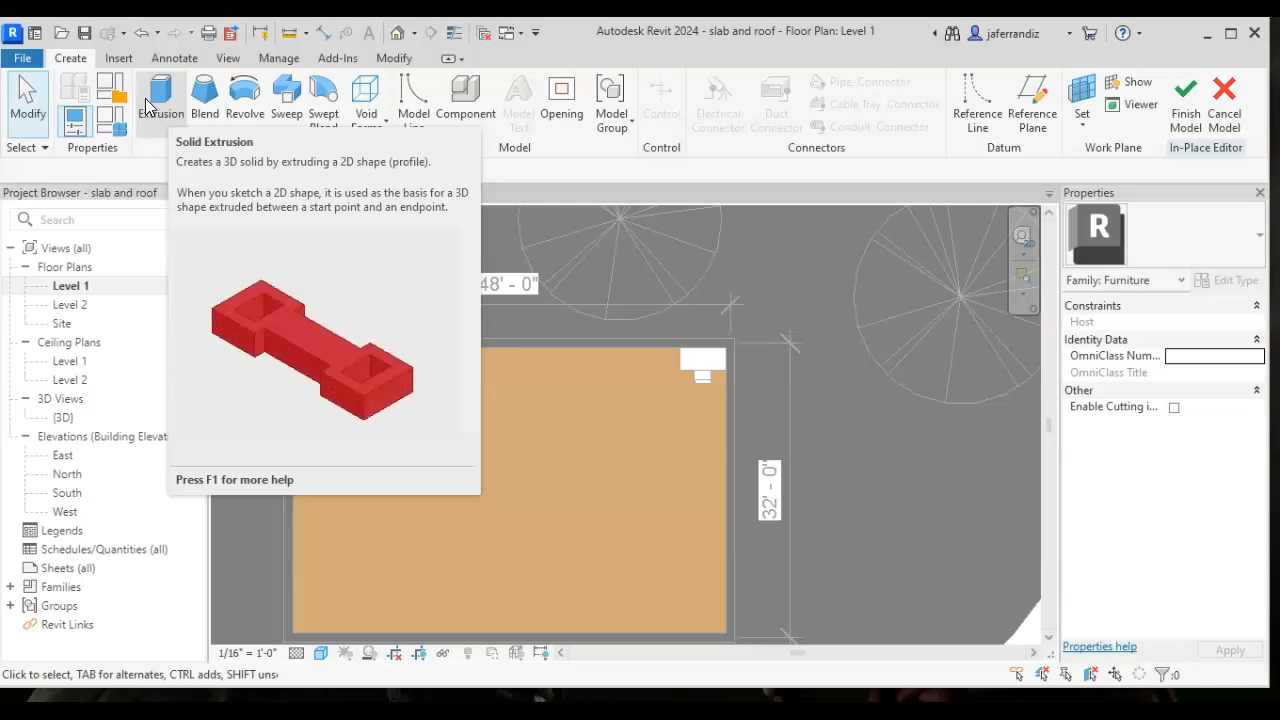 Autodesk Revit 2024 - slab and roof - Floor Plan: Level 1
jaferrandiz
File
Create
Insert
Annotate
View
Manage
Add-Ins
Modify
Modify
Extrusion
Blend
Revolve
Sweep
Swept
Blend
Void
Forms
Model
Line
Component
Model
Text
Opening
Model
Group
Control
Electrical
Connector
Duct
Connector
Pipe Connector
Cable Tray Connector
Conduit Connector
Reference
Line
Reference
Plane
Set
Show
Viewer
Finish
Model
Cancel
Model
Select
Properties
Model
Control
Connectors
Datum
Work Plane
In-Place Editor
Solid Extrusion
Creates a 3D solid by extruding a 2D shape (profile).
When you sketch a 2D shape, it is used as the basis for a 3D
shape extruded between a start point and an endpoint.
Press F1 for more help
Project Browser - slab and roof
Search
Views (all)
Floor Plans
Level 1
Level 2
Site
Ceiling Plans
Level 1
Level 2
3D Views
{3D}
Elevations (Building Elevat
East
North
South
West
Legends
Schedules/Quantities (all)
Sheets (all)
Families
Groups
Revit Links
48' - 0"
32' - 0"
Properties
R
Family: Furniture
Edit Type
Constraints
Host
Identity Data
OmniClass Num...
OmniClass Title
Other
Enable Cutting i...
Properties help
Apply
1/16" = 1'-0"
Click to select, TAB for alternates, CTRL adds, SHIFT uns
:0